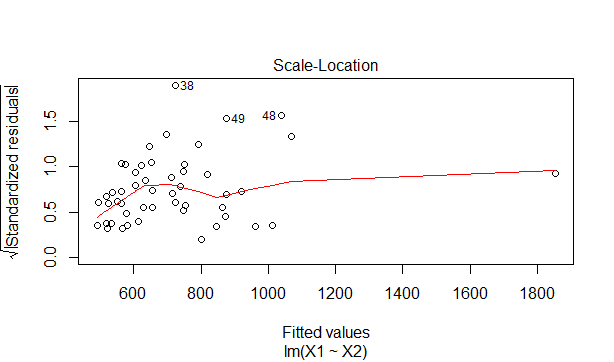 Scale-Location
√|Standardized residuals|
0.0 0.5 1.0 1.5
38
49
48
600 800 1000 1200 1400 1600 1800
Fitted values
lm(X1 ~ X2)